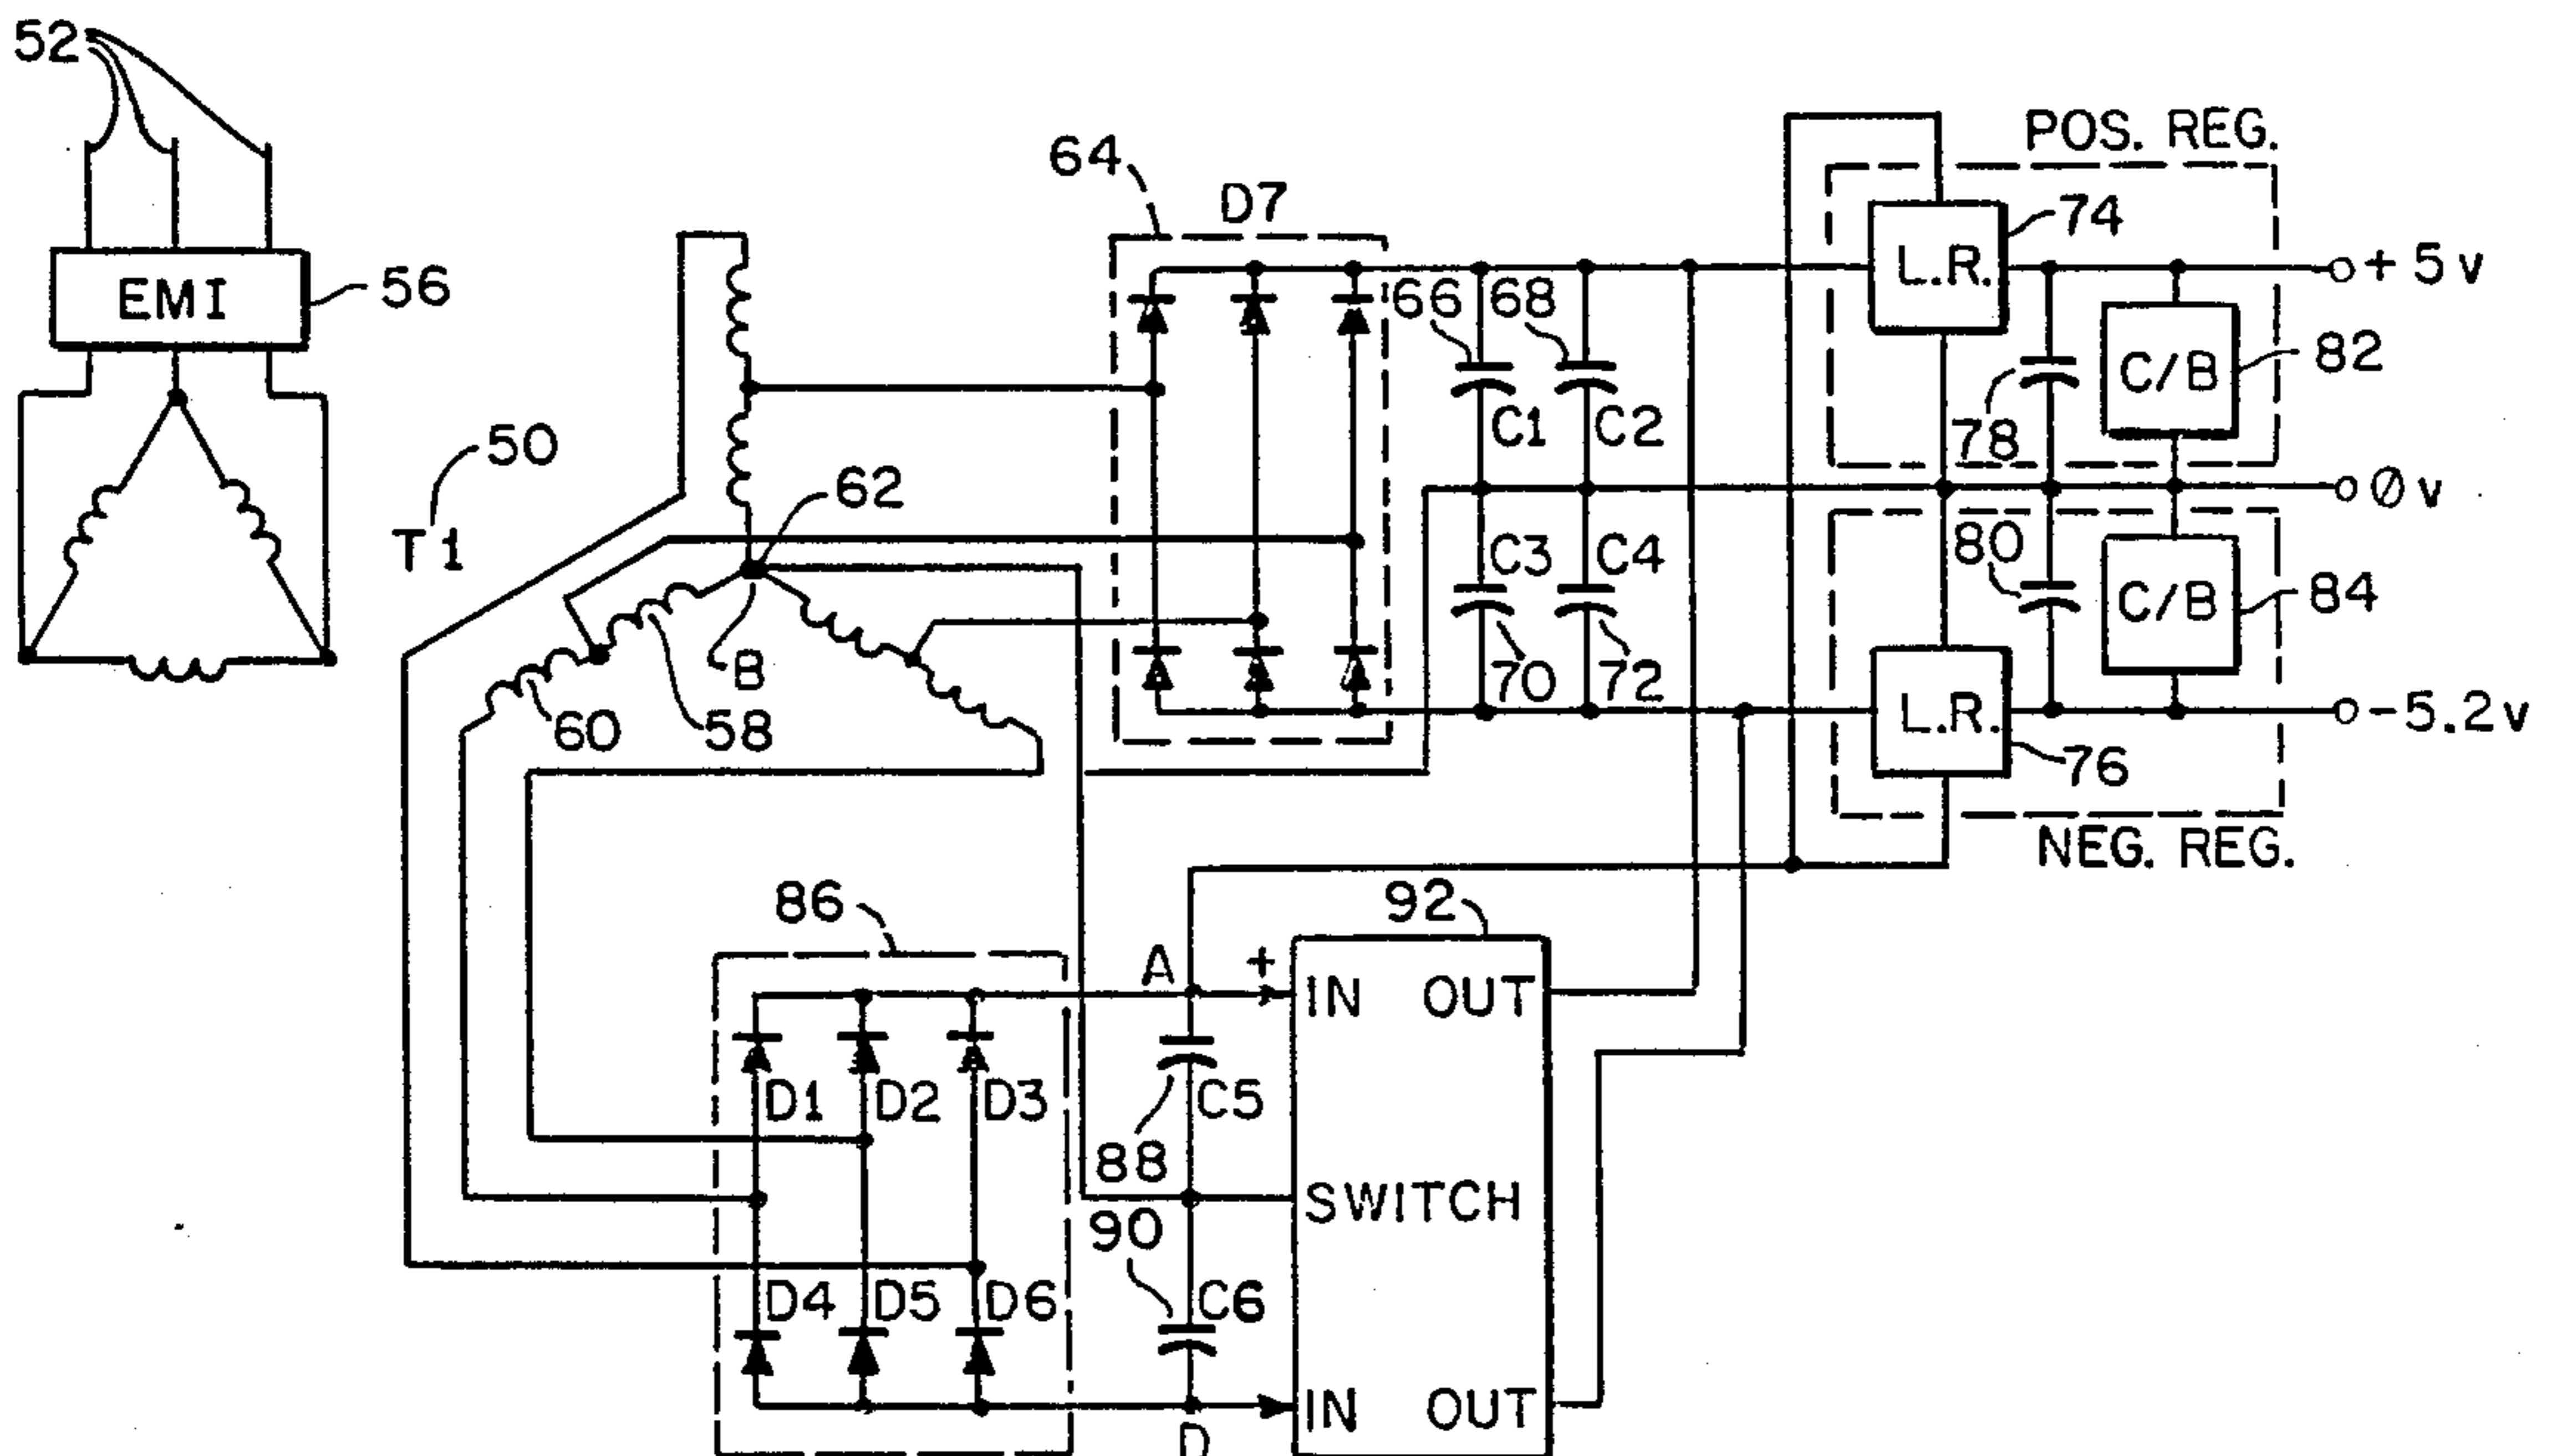 52
EMI
56
50
T1
62
B
58
60
64
D7
66
68
C1
C2
C3
C4
70
72
POS. REG.
74
L.R.
+5v
C/B
82
78
Øv
80
C/B
84
L.R.
-5.2v
76
NEG. REG.
86
A
+
92
IN
OUT
D1
D2
D3
C5
88
SWITCH
90
D4
D5
D6
C6
IN
OUT
D